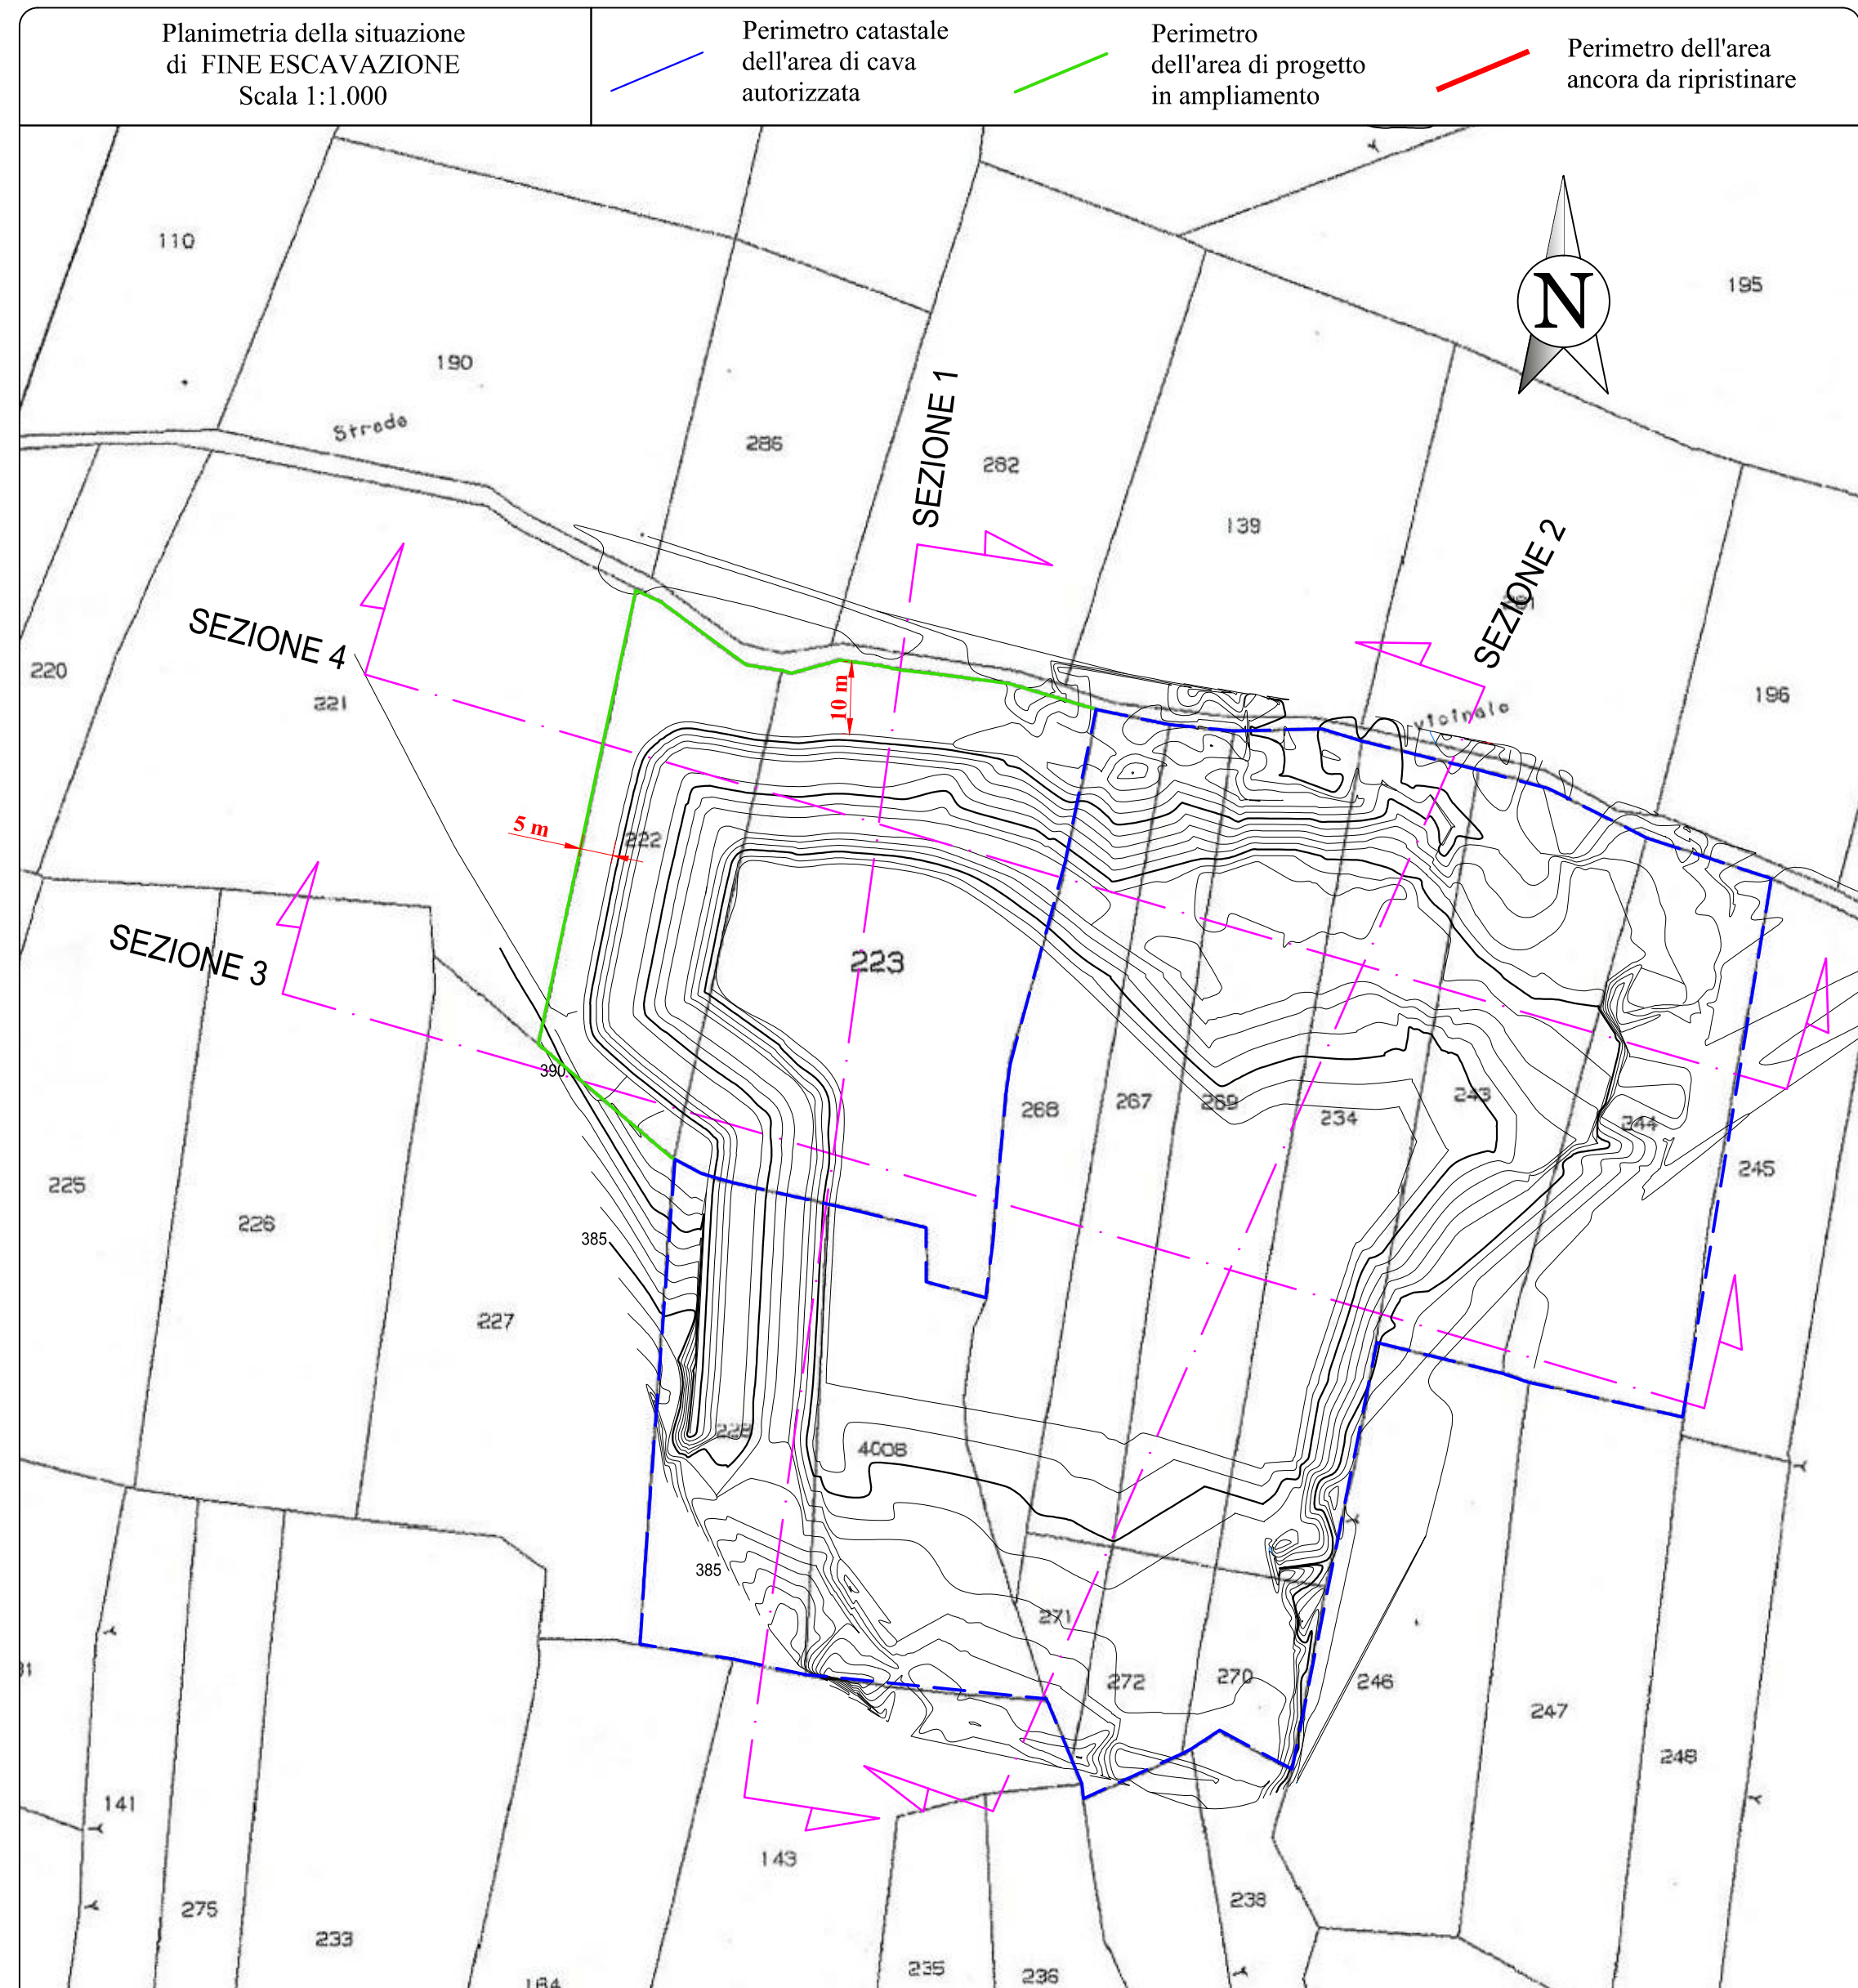 Planimetria della situazione
di FINE ESCAVAZIONE
Scala 1:1.000
Perimetro catastale
dell'area di cava
autorizzata
Perimetro
dell'area di progetto
in ampliamento
Perimetro dell'area
ancora da ripristinare
110
195
N
190
Strada
286
SEZIONE 1
282
139
SEZIONE 2
SEZIONE 4
220
221
10 m
vicinale
196
5 m
222
SEZIONE 3
223
390
268
267
269
234
243
244
245
225
226
385
227
228
4008
385
271
272
270
246
247
248
141
143
275
233
238
235
236